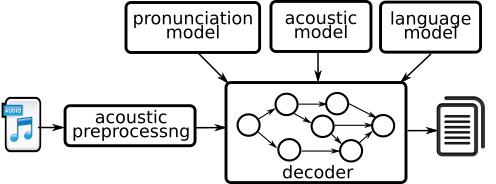 pronunciation
model
acoustic
model
language
model
AUDIO
acoustic
preprocessng
decoder